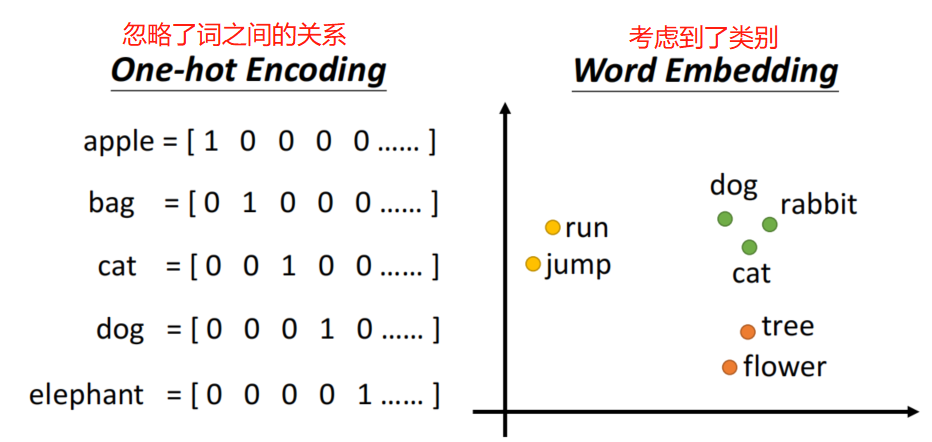 忽略了词之间的关系
One-hot Encoding
apple = [ 1 0 0 0 0 ...... ]
bag = [ 0 1 0 0 0 ...... ]
cat = [ 0 0 1 0 0 ...... ]
dog = [ 0 0 0 1 0 ...... ]
elephant = [ 0 0 0 0 1 ...... ]
考虑到了类别
Word Embedding
dog
rabbit
run
cat
jump
tree
flower